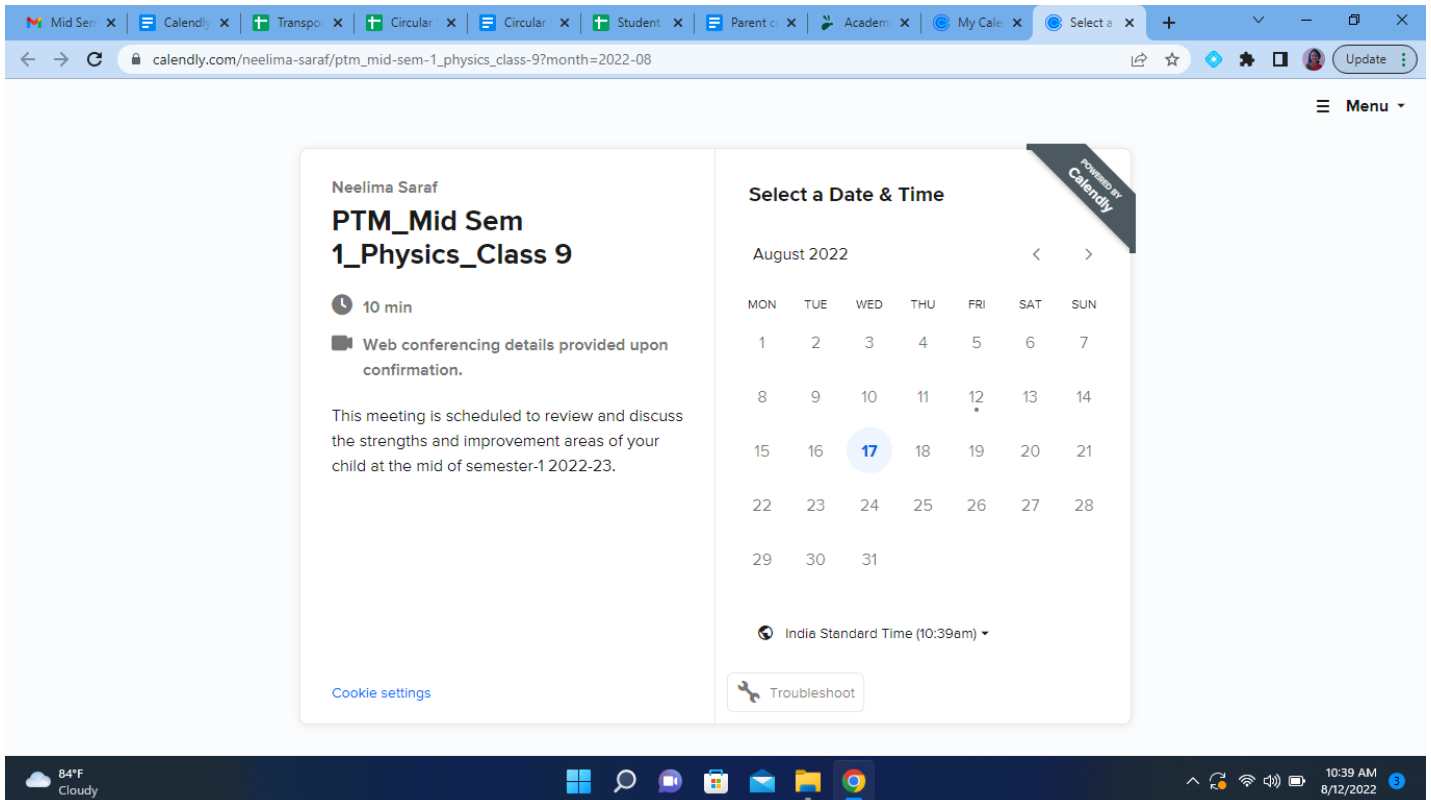 Mid Sem
Calendly
Transpor
Circular
Circular
Student
Parent c
Academi
My Cale
Select a
calendly.com/neelima-saraf/ptm_mid-sem-1_physics_class-9?month=2022-08
Update
Menu
Neelima Saraf
PTM_Mid Sem
1_Physics_Class 9
10 min
Web conferencing details provided upon
confirmation.
This meeting is scheduled to review and discuss
the strengths and improvement areas of your
child at the mid of semester-1 2022-23.
Cookie settings
POWERED BY
Calendly
Select a Date & Time
August 2022
MON TUE WED THU FRI SAT SUN
1 2 3 4 5 6 7
8 9 10 11 12 13 14
15 16 17 18 19 20 21
22 23 24 25 26 27 28
29 30 31
India Standard Time (10:39am)
Troubleshoot
84°F
Cloudy
10:39 AM
8/12/2022
3